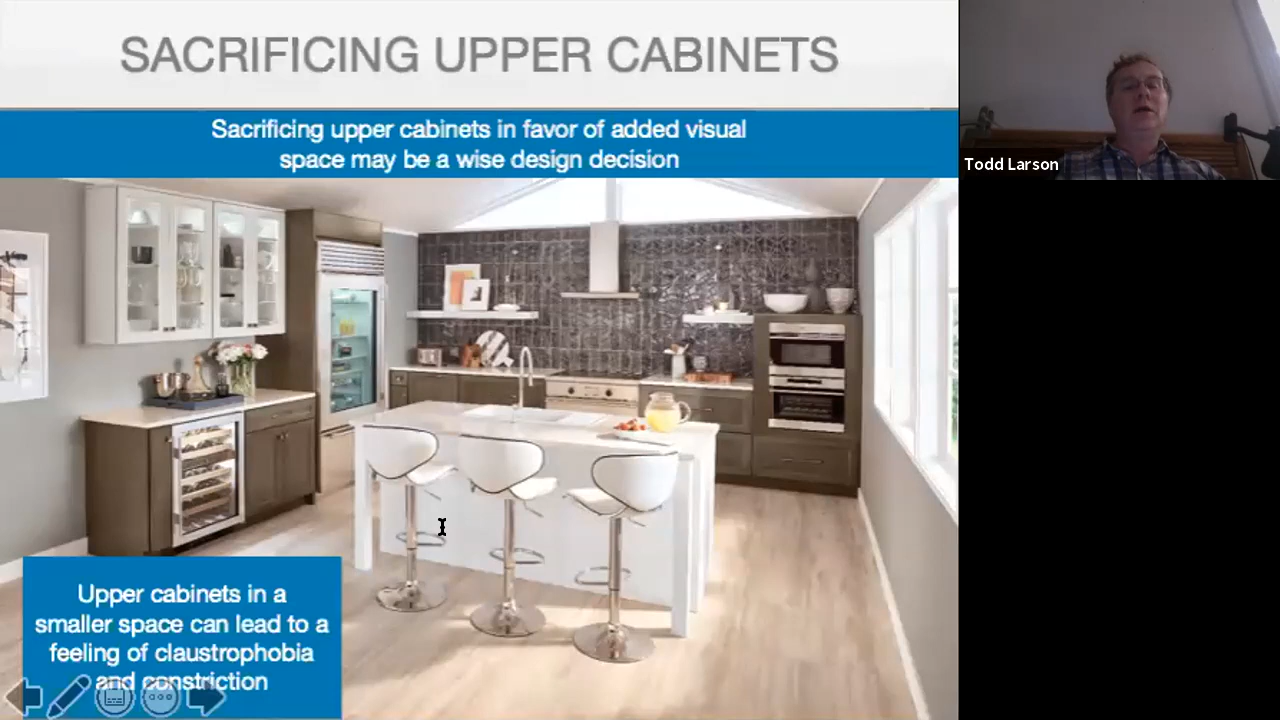 SACRIFICING UPPER CABINETS
Sacrificing upper cabinets in favor of added visual
space may be a wise design decision
Todd Larson
Upper cabinets in a
smaller space can lead to a
feeling of claustrophobia
and constriction